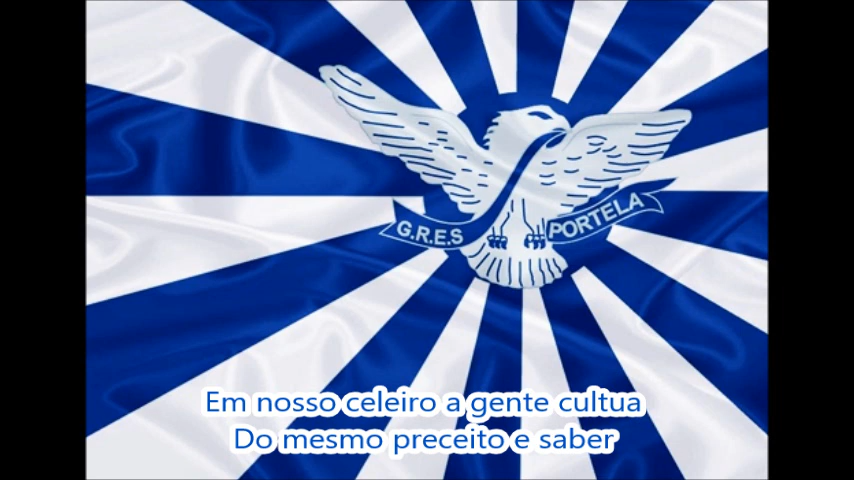 G.R.E.S PORTELA
Em nosso celeiro a gente cultua
Do mesmo preceito e saber